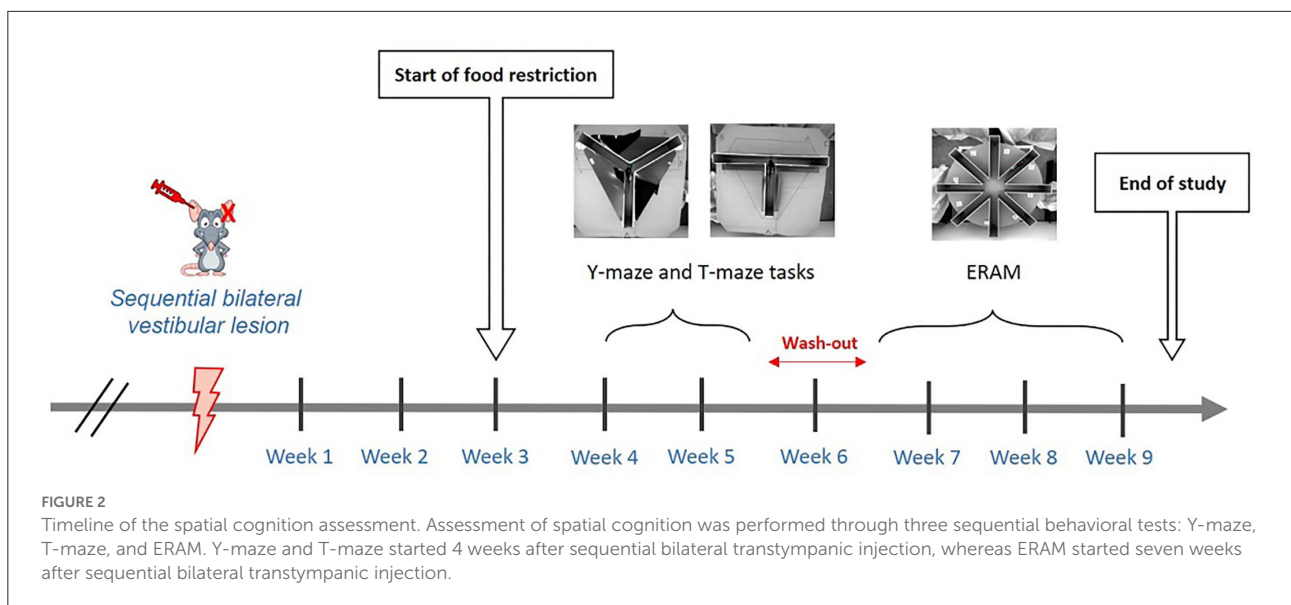 Start of food restriction
End of study
Sequential bilateral
vestibular lesion
Y-maze and T-maze tasks
ERAM
Wash-out
Week 1
Week 2
Week 3
Week 4
Week 5
Week 6
Week 7
Week 8
Week 9
FIGURE 2
Timeline of the spatial cognition assessment. Assessment of spatial cognition was performed through three sequential behavioral tests: Y-maze,
T-maze, and ERAM. Y-maze and T-maze started 4 weeks after sequential bilateral transtympanic injection, whereas ERAM started seven weeks
after sequential bilateral transtympanic injection.